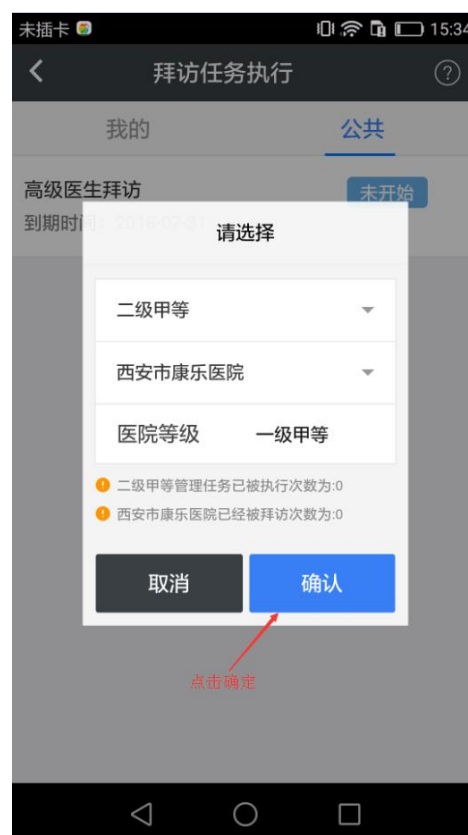 未插卡 15:34
拜访任务执行
我的 公共
高级医生拜访 未开始
到期时间
请选择
二级甲等
西安市康乐医院
医院等级 一级甲等
二级甲等管理任务已被执行次数为:0
西安市康乐医院已经被拜访次数为:0
取消 确认
点击确定